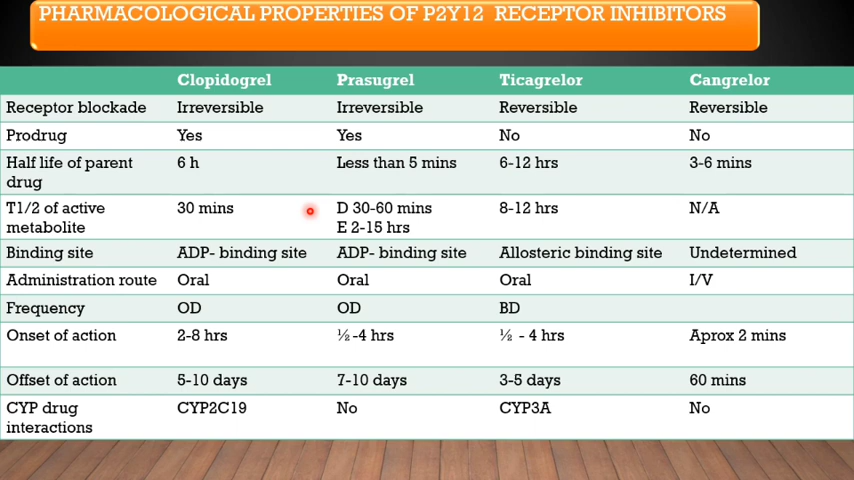 PHARMACOLOGICAL PROPERTIES OF P2Y12 RECEPTOR INHIBITORS
Clopidogrel Prasugrel Ticagrelor Cangrelor
Receptor blockade Irreversible Irreversible Reversible Reversible
Prodrug Yes Yes No No
Half life of parent drug 6 h Less than 5 mins 6-12 hrs 3-6 mins
T1/2 of active metabolite 30 mins D 30-60 mins E 2-15 hrs 8-12 hrs N/A
Binding site ADP- binding site ADP- binding site Allosteric binding site Undetermined
Administration route Oral Oral Oral I/V
Frequency OD OD BD
Onset of action 2-8 hrs ½-4 hrs ½ - 4 hrs Aprox 2 mins
Offset of action 5-10 days 7-10 days 3-5 days 60 mins
CYP drug interactions CYP2C19 No CYP3A No